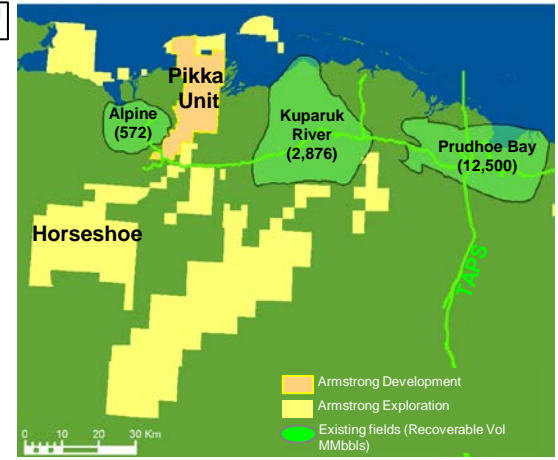 Pikka
Unit
Alpine
(572)
Kuparuk
River
(2,876)
Prudhoe Bay
(12,500)
Horseshoe
TAPS
Armstrong Development
Armstrong Exploration
Existing fields (Recoverable Vol
MMbbls)
0 10 20 30 Km